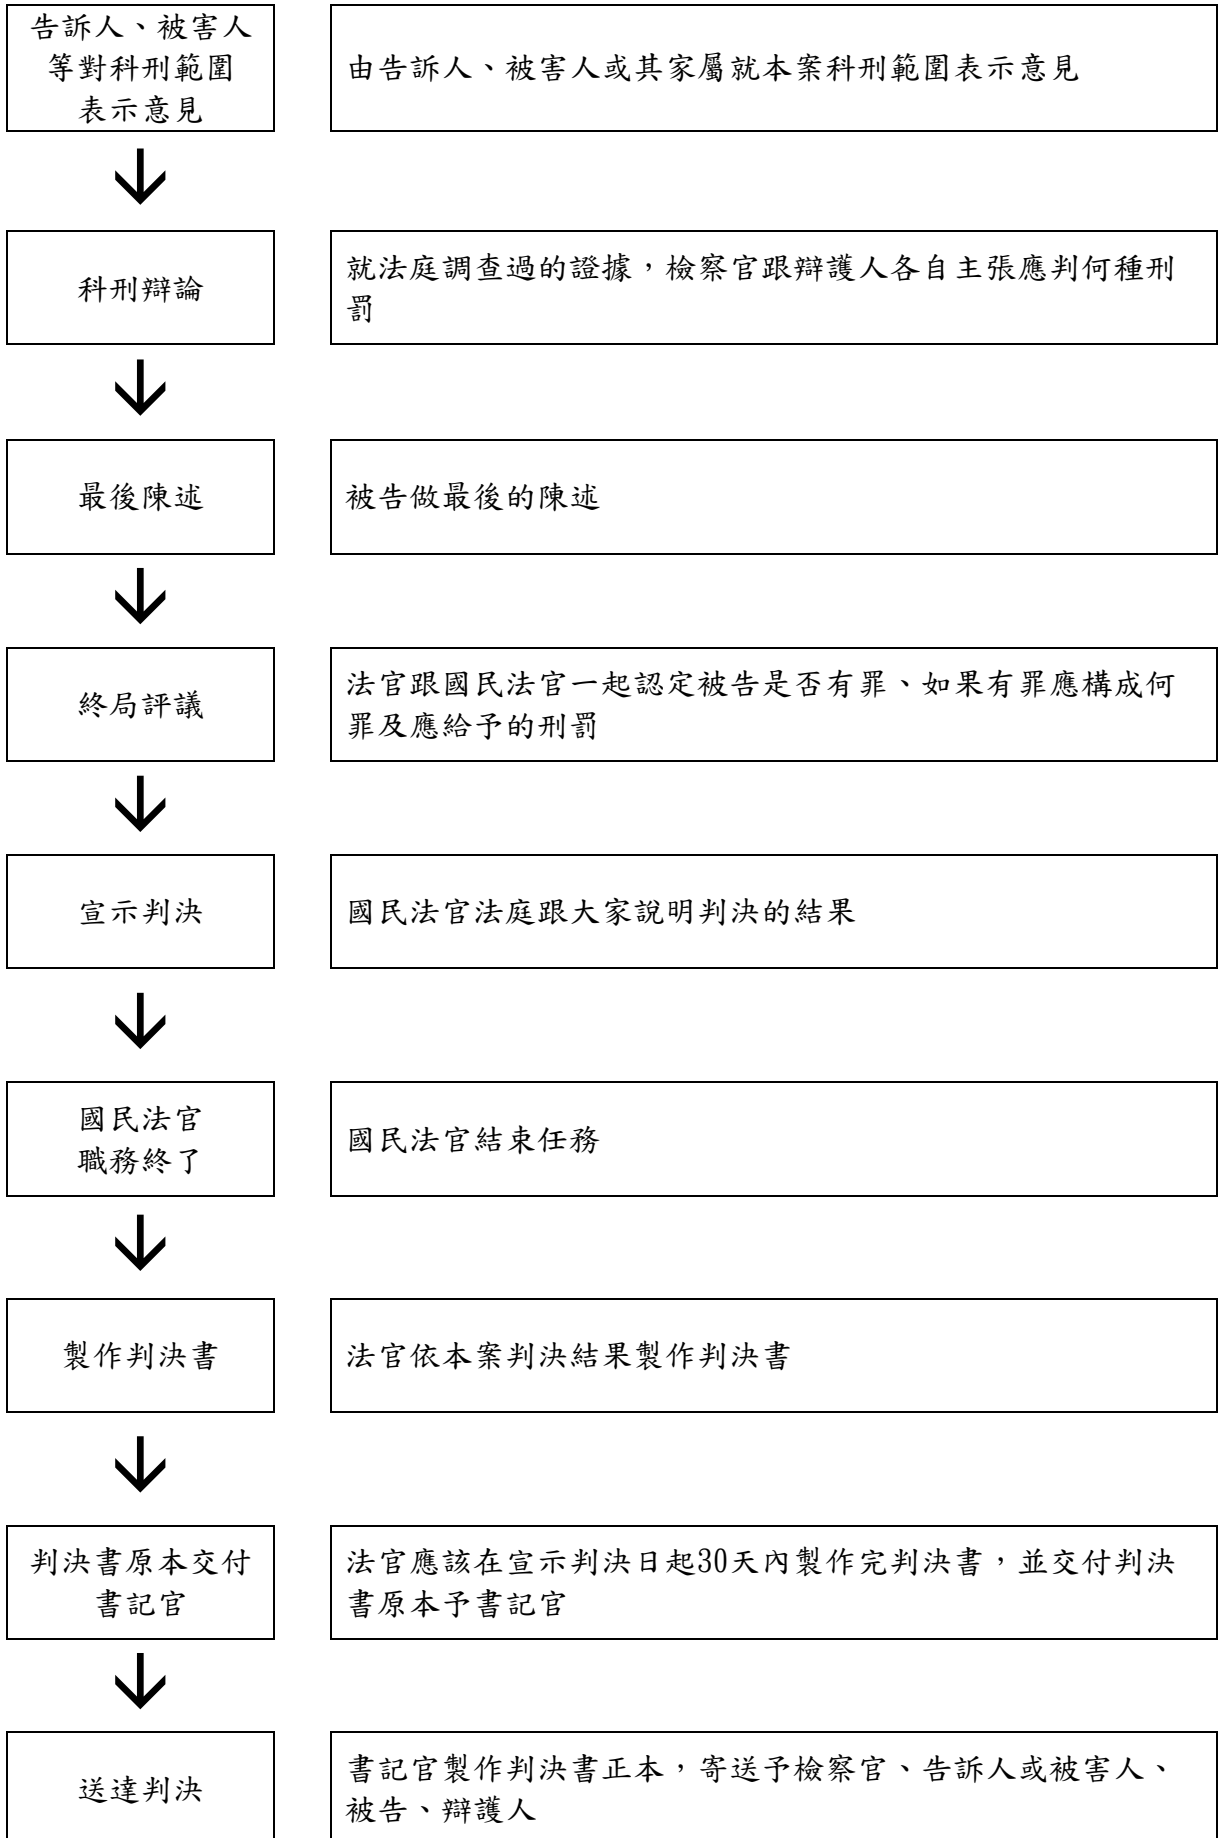 告訴人、被害人
等對科刑範圍
表示意見
由告訴人、被害人或其家屬就本案科刑範圍表示意見
科刑辯論
就法庭調查過的證據，檢察官跟辯護人各自主張應判何種刑
罰
最後陳述
被告做最後的陳述
終局評議
法官跟國民法官一起認定被告是否有罪、如果有罪應構成何
罪及應給予的刑罰
宣示判決
國民法官法庭跟大家說明判決的結果
國民法官
職務終了
國民法官結束任務
製作判決書
法官依本案判決結果製作判決書
判決書原本交付
書記官
法官應該在宣示判決日起30天內製作完判決書，並交付判決
書原本予書記官
送達判決
書記官製作判決書正本，寄送予檢察官、告訴人或被害人、
被告、辯護人